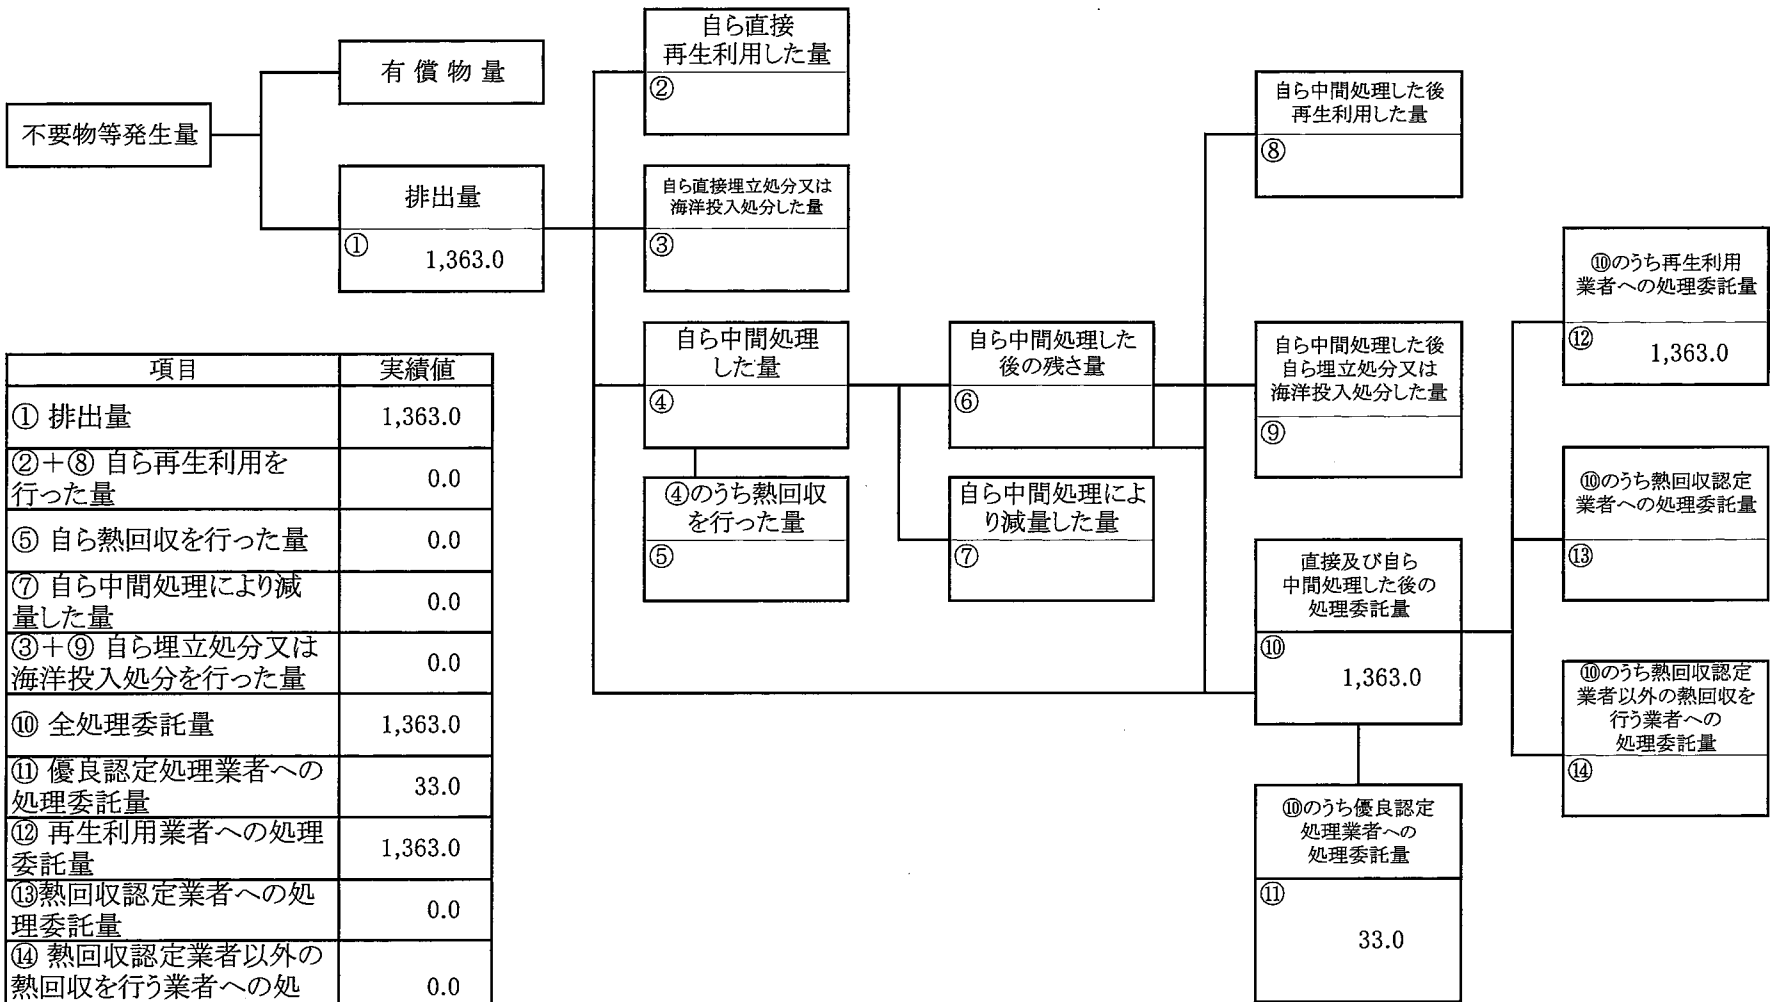 不要物等発生量
有償物量
排出量
①
1,363.0
自ら直接
再生利用した量
②
自ら直接埋立処分又は
海洋投入処分した量
③
自ら中間処理
した量
④
④のうち熱回収
を行った量
⑤
自ら中間処理した
後の残さ量
⑥
自ら中間処理によ
り減量した量
⑦
自ら中間処理した後
再生利用した量
⑧
自ら中間処理した後
自ら埋立処分又は
海洋投入処分した量
⑨
直接及び自ら
中間処理した後の
処理委託量
⑩
1,363.0
⑩のうち優良認定
処理業者への
処理委託量
⑪
33.0
⑩のうち再生利用
業者への処理委託量
⑫
1,363.0
⑩のうち熱回収認定
業者への処理委託量
⑬
⑩のうち熱回収認定
業者以外の熱回収を
行う業者への
処理委託量
⑭
項目 実績値
① 排出量 1,363.0
②+⑧ 自ら再生利用を
行った量 0.0
⑤ 自ら熱回収を行った量 0.0
⑦ 自ら中間処理により減
量した量 0.0
③+⑨ 自ら埋立処分又は
海洋投入処分を行った量 0.0
⑩ 全処理委託量 1,363.0
⑪ 優良認定処理業者への
処理委託量 33.0
⑫ 再生利用業者への処理
委託量 1,363.0
⑬熱回収認定業者への処
理委託量 0.0
⑭ 熱回収認定業者以外の
熱回収を行う業者への処 0.0